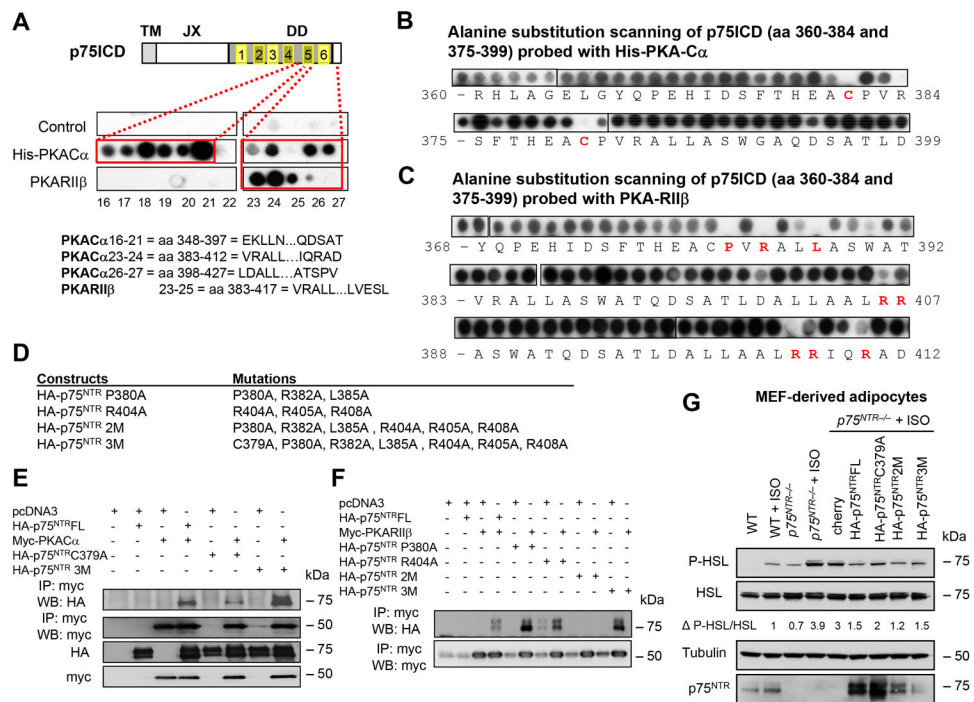 A
TM JX DD
p75ICD
1 2 3 4 5 6
Control
His-PKACα
PKARIIβ
16 17 18 19 20 21 22 23 24 25 26 27
PKACα16-21 = aa 348-397 = EKLLN...QDSAT
PKACα23-24 = aa 383-412 = VRALL...IQRAD
PKACα26-27 = aa 398-427= LDALL...ATSPV
PKARIIβ 23-25 = aa 383-417 = VRALL...LVESL
B
Alanine substitution scanning of p75ICD (aa 360-384 and
375-399) probed with His-PKA-Cα
360 – R H L A G E L G Y Q P E H I D S F T H E A C P V R 384
375 – S F T H E A C P V R A L L A S W G A Q D S A T L D 399
C
Alanine substitution scanning of p75ICD (aa 360-384 and
375-399) probed with PKA-RIIβ
368 – Y Q P E H I D S F T H E A C P V R A L L A S W A T 392
383 – V R A L L A S W A T Q D S A T L D A L L A A L R R 407
388 – A S W A T Q D S A T L D A L L A A L R R I Q R A D 412
D
Constructs Mutations
HA-p75NTR P380A P380A, R382A, L385A
HA-p75NTR R404A R404A, R405A, R408A
HA-p75NTR 2M P380A, R382A, L385A , R404A, R405A, R408A
HA-p75NTR 3M C379A, P380A, R382A, L385A , R404A, R405A, R408A
E
pcDNA3 + - + - + - + -
HA-p75NTRFL - + - + - - - -
Myc-PKACα - - + + - + - +
HA-p75NTRC379A - - - - + + - -
HA-p75NTR 3M - - - - - - + +
kDa
IP: myc
WB: HA
– 75
IP: myc
WB: myc
– 50
HA
– 75
myc
– 50
F
pcDNA3
HA-p75NTRFL
Myc-PKARIIβ
HA-p75NTR P380A
HA-p75NTR R404A
HA-p75NTR 2M
HA-p75NTR 3M
kDa
IP: myc
WB: HA
– 75
IP: myc
WB: myc
– 50
G
MEF-derived adipocytes
p75NTR–/– + ISO
WT
WT + ISO
p75NTR–/–
p75NTR–/– + ISO
cherry
HA-p75NTRFL
HA-p75NTRC379A
HA-p75NTR2M
HA-p75NTR3M
kDa
P-HSL – 75
HSL – 75
Δ P-HSL/HSL 1 0.7 3.9 3 1.5 2 1.2 1.5
Tubulin – 50
p75NTR – 75